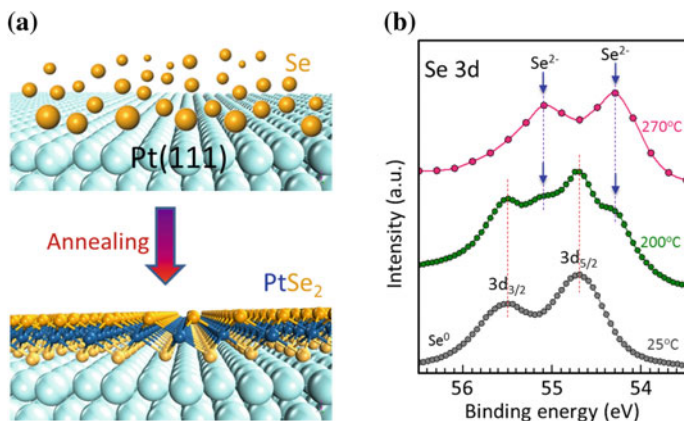 (a)
Se
Pt(111)
Annealing
PtSe₂
(b)
Se 3d
Se²⁻
Se²⁻
270°C
200°C
3d₃/₂
3d₅/₂
Se⁰
25°C
Intensity (a.u.)
56
55
54
Binding energy (eV)